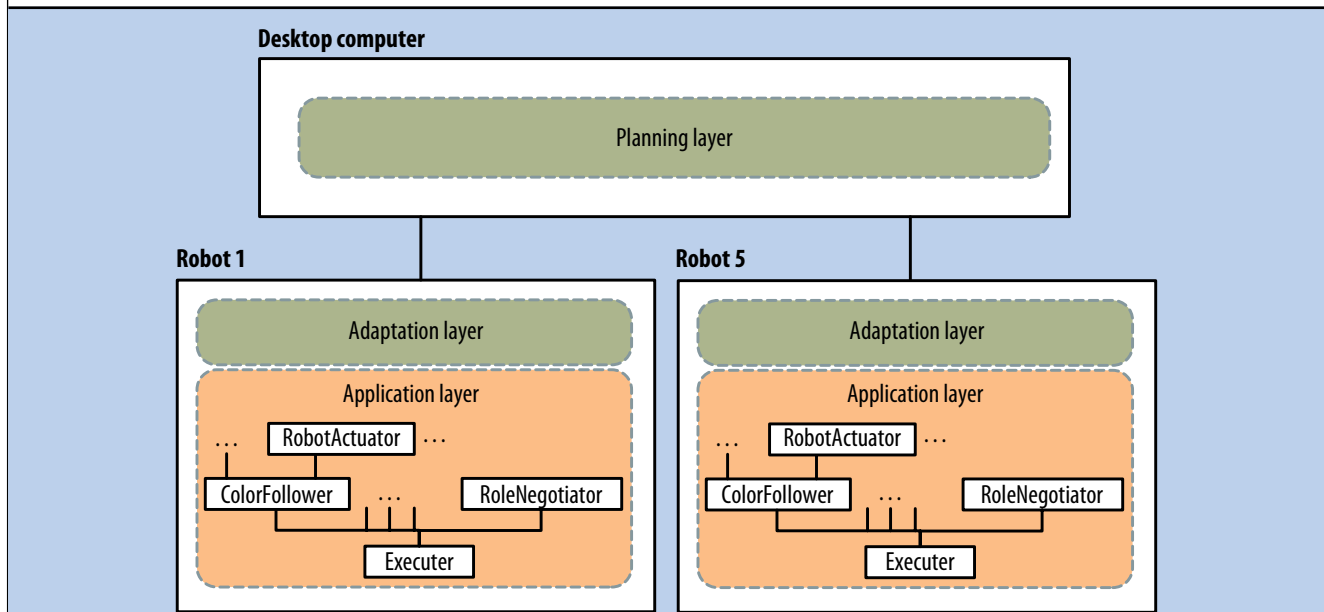 Desktop computer
Planning layer
Robot 1
Robot 5
Adaptation layer
Adaptation layer
Application layer
Application layer
... RobotActuator ...
... RobotActuator ...
ColorFollower ... RoleNegotiator
ColorFollower ... RoleNegotiator
Executer
Executer